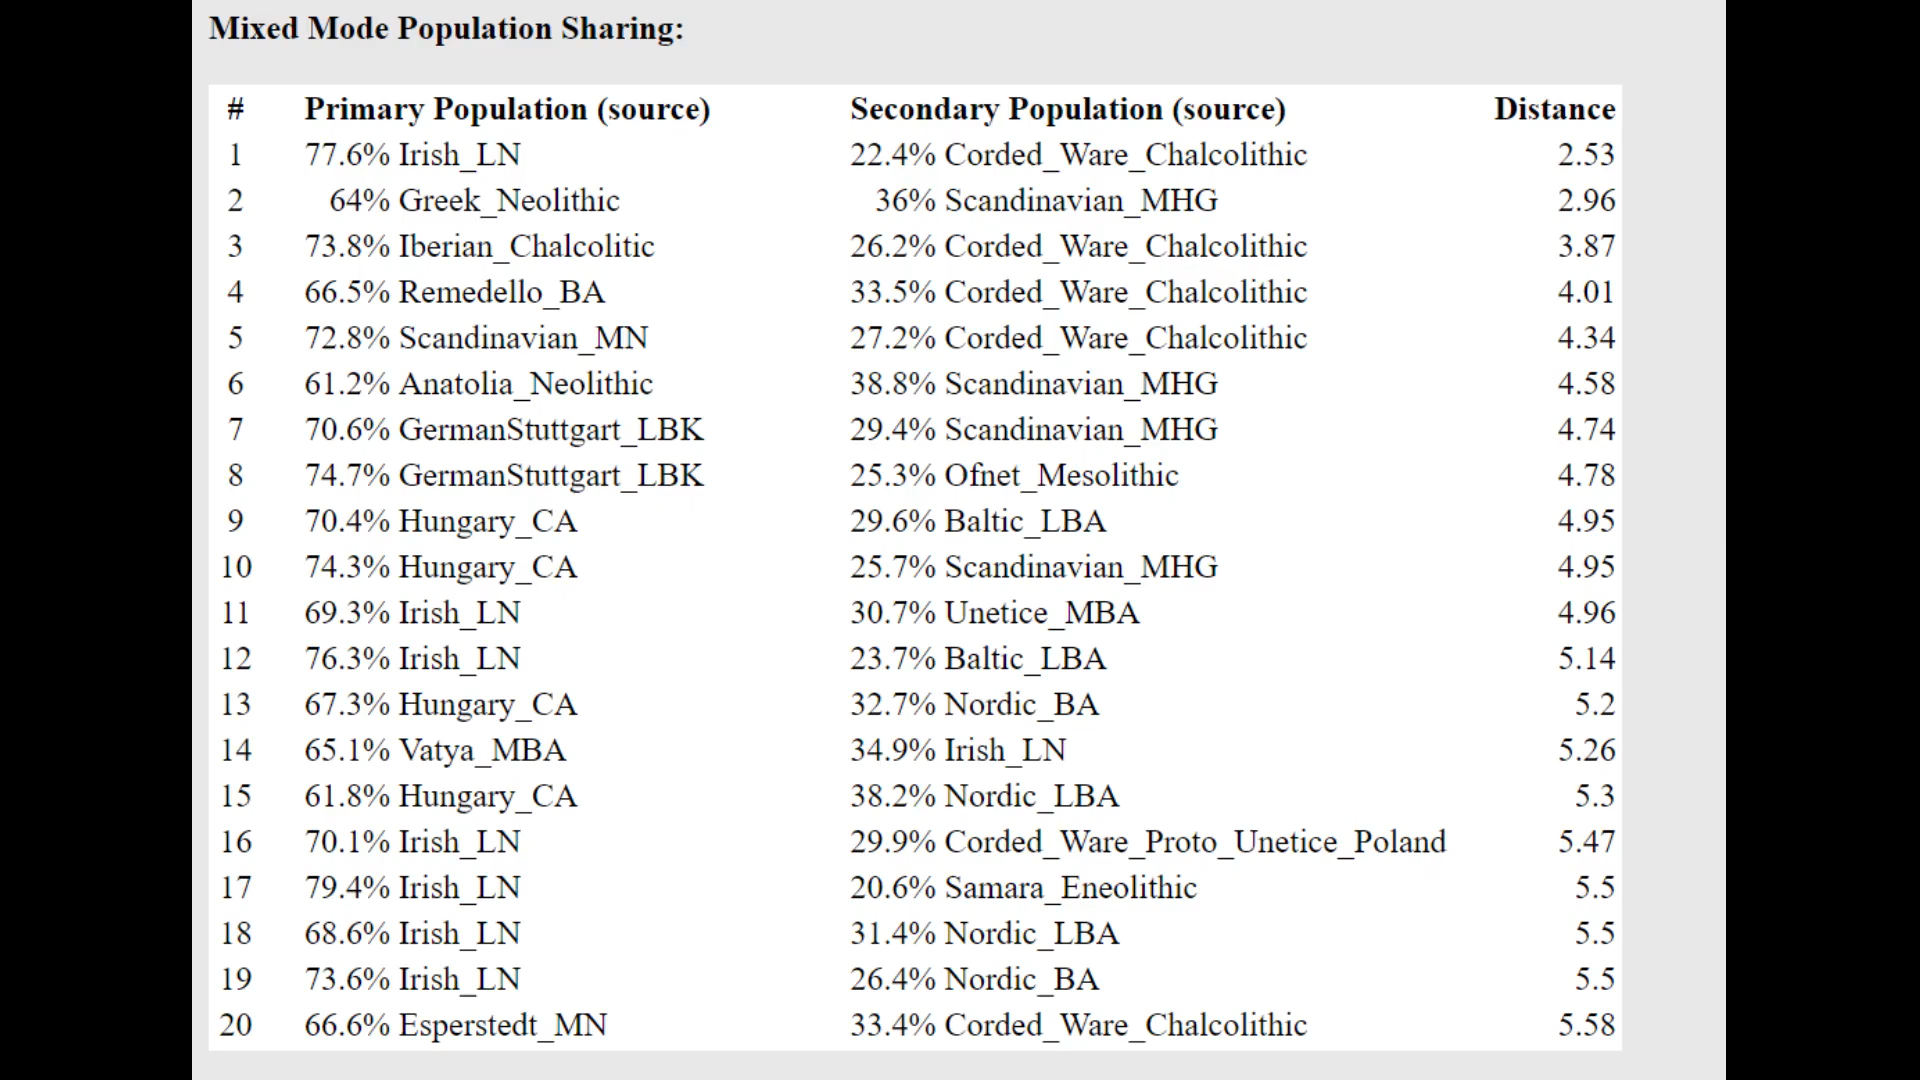 Mixed Mode Population Sharing:
# Primary Population (source) Secondary Population (source) Distance
1 77.6% Irish_LN 22.4% Corded_Ware_Chalcolithic 2.53
2 64% Greek_Neolithic 36% Scandinavian_MHG 2.96
3 73.8% Iberian_Chalcolitic 26.2% Corded_Ware_Chalcolithic 3.87
4 66.5% Remedello_BA 33.5% Corded_Ware_Chalcolithic 4.01
5 72.8% Scandinavian_MN 27.2% Corded_Ware_Chalcolithic 4.34
6 61.2% Anatolia_Neolithic 38.8% Scandinavian_MHG 4.58
7 70.6% GermanStuttgart_LBK 29.4% Scandinavian_MHG 4.74
8 74.7% GermanStuttgart_LBK 25.3% Ofnet_Mesolithic 4.78
9 70.4% Hungary_CA 29.6% Baltic_LBA 4.95
10 74.3% Hungary_CA 25.7% Scandinavian_MHG 4.95
11 69.3% Irish_LN 30.7% Unetice_MBA 4.96
12 76.3% Irish_LN 23.7% Baltic_LBA 5.14
13 67.3% Hungary_CA 32.7% Nordic_BA 5.2
14 65.1% Vatya_MBA 34.9% Irish_LN 5.26
15 61.8% Hungary_CA 38.2% Nordic_LBA 5.3
16 70.1% Irish_LN 29.9% Corded_Ware_Proto_Unetice_Poland 5.47
17 79.4% Irish_LN 20.6% Samara_Eneolithic 5.5
18 68.6% Irish_LN 31.4% Nordic_LBA 5.5
19 73.6% Irish_LN 26.4% Nordic_BA 5.5
20 66.6% Esperstedt_MN 33.4% Corded_Ware_Chalcolithic 5.58